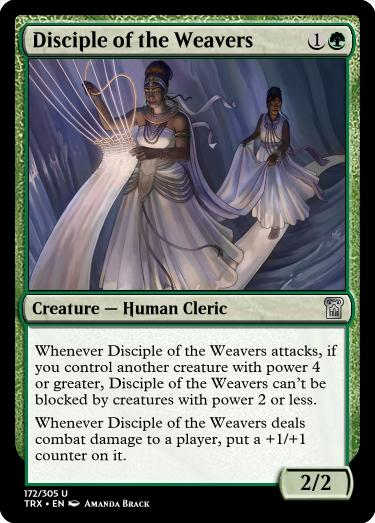 Disciple of the Weavers 1
Creature — Human Cleric
Whenever Disciple of the Weavers attacks, if
you control another creature with power 4
or greater, Disciple of the Weavers can't be
blocked by creatures with power 2 or less.
Whenever Disciple of the Weavers deals
combat damage to a player, put a +1/+1
counter on it.
2/2
172/305 U
TRX • EN Amanda Brack